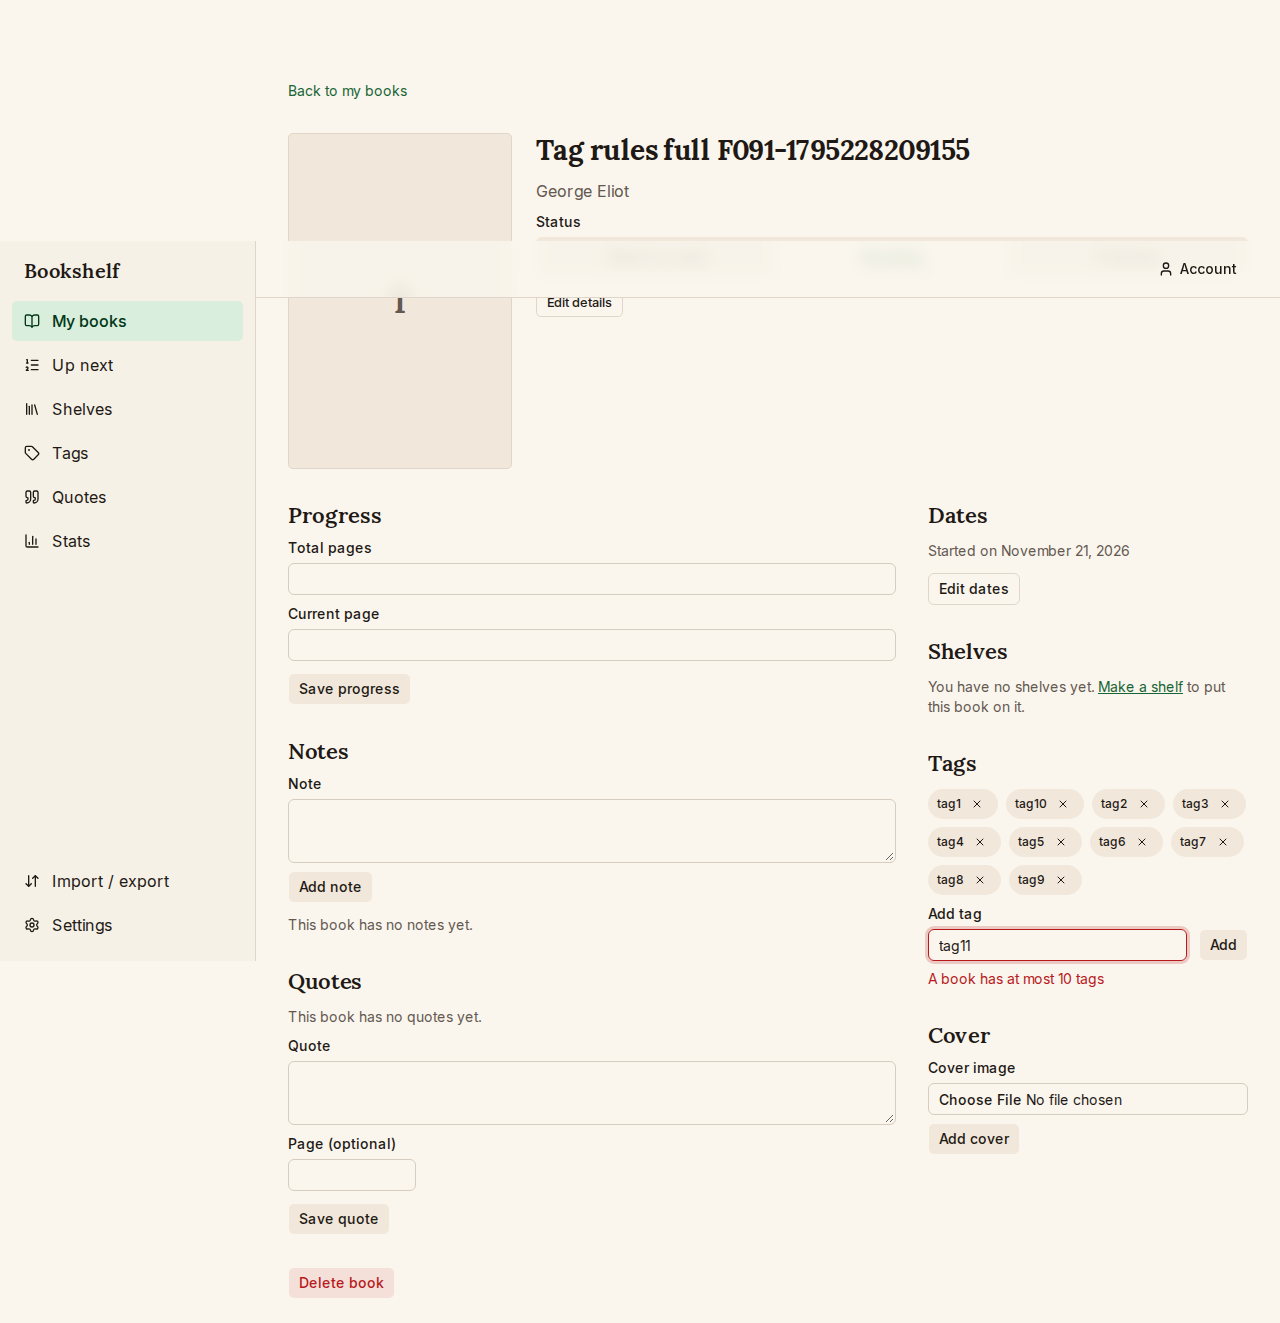 Back to my books
Tag rules full F091-1795228209155
George Eliot
Status
Account
Edit details
Bookshelf
My books
Up next
Shelves
Tags
Quotes
Stats
Import / export
Settings
Progress
Total pages
Current page
Save progress
Notes
Note
Add note
This book has no notes yet.
Quotes
This book has no quotes yet.
Quote
Page (optional)
Save quote
Delete book
Dates
Started on November 21, 2026
Edit dates
Shelves
You have no shelves yet. Make a shelf to put
this book on it.
Tags
tag1 tag10 tag2 tag3
tag4 tag5 tag6 tag7
tag8 tag9
Add tag
tag11 Add
A book has at most 10 tags
Cover
Cover image
Choose File No file chosen
Add cover